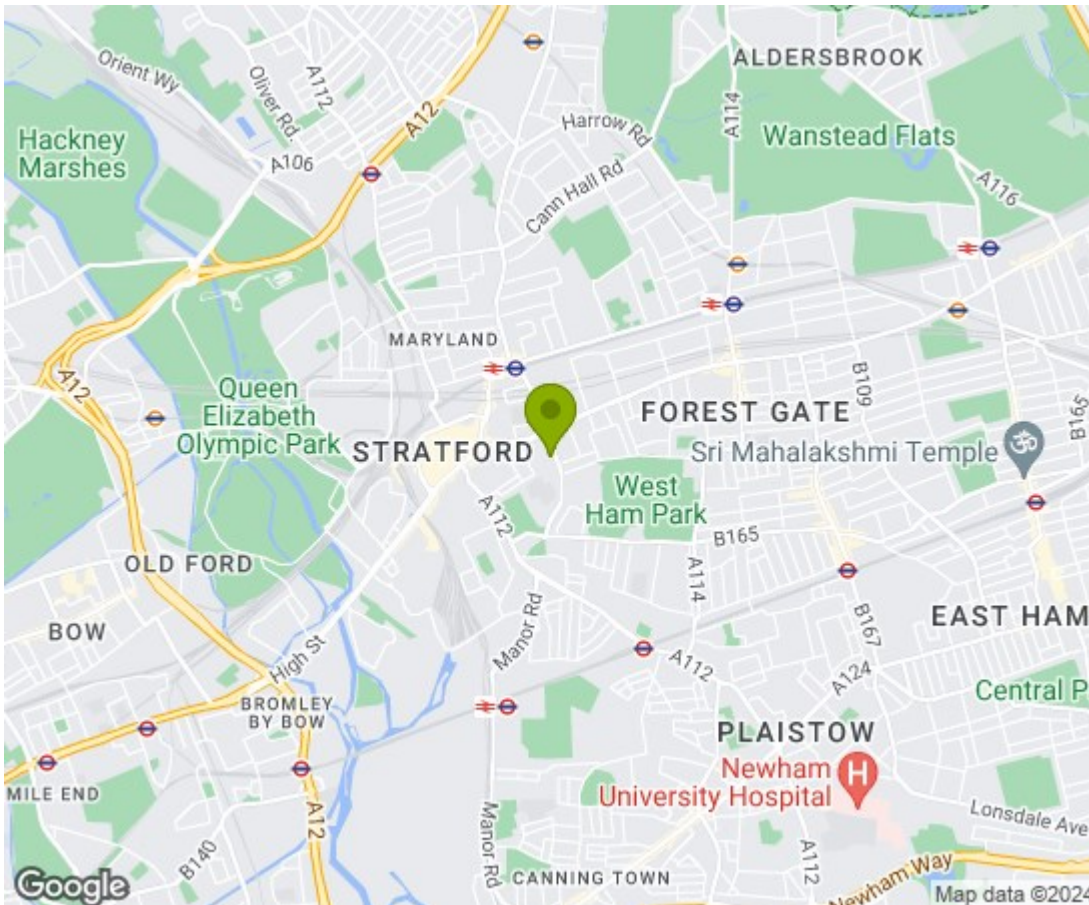 ALDERSBROOK
Orient Wy
Oliver Rd.
A112
A12
A114
Harrow Rd
Wanstead Flats
Hackney
Marshes
A106
Cann Hall Rd
A116
MARYLAND
A12
Queen
Elizabeth
Olympic Park
STRATFORD
FOREST GATE
B109
B165
Sri Mahalakshmi Temple
West
Ham Park
A112
B165
OLD FORD
A114
BOW
High St
Manor Rd
B167
EAST HAM
A112
A124
Central P
BROMLEY
BY BOW
PLAISTOW
Newham
University Hospital
H
MILE END
A12
Manor Rd
Lonsdale Ave
B140
A112
CANNING TOWN
Newham Way
Google
Map data ©2024